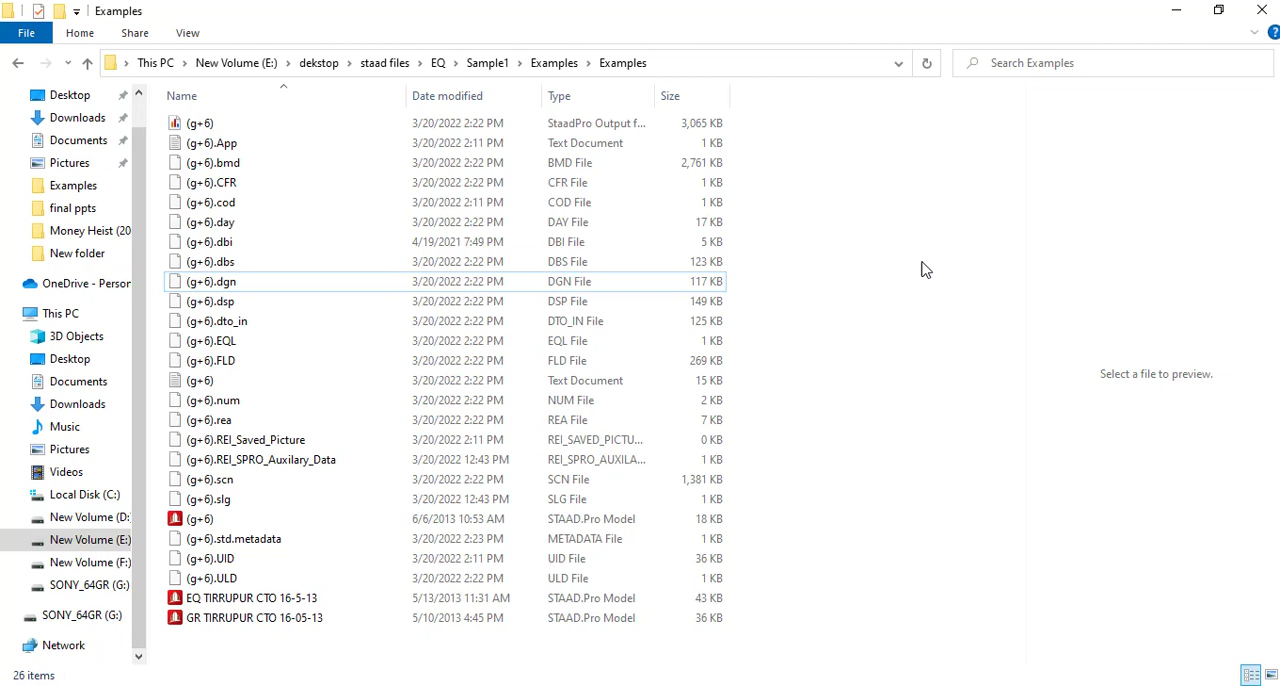 Examples
File Home Share View
This PC New Volume (E:) dekstop staad files EQ Sample1 Examples Examples
Search Examples
Desktop
Downloads
Documents
Pictures
Examples
final ppts
Money Heist (20
New folder
OneDrive - Person
This PC
3D Objects
Desktop
Documents
Downloads
Music
Pictures
Videos
Local Disk (C:)
New Volume (D:)
New Volume (E:)
New Volume (F:)
SONY_64GR (G:)
SONY_64GR (G:)
Network
Name Date modified Type Size
(g+6) 3/20/2022 2:22 PM StaadPro Output f... 3,065 KB
(g+6).App 3/20/2022 2:11 PM Text Document 1 KB
(g+6).bmd 3/20/2022 2:22 PM BMD File 2,761 KB
(g+6).CFR 3/20/2022 2:22 PM CFR File 1 KB
(g+6).cod 3/20/2022 2:11 PM COD File 1 KB
(g+6).day 3/20/2022 2:22 PM DAY File 17 KB
(g+6).dbi 4/19/2021 7:49 PM DBI File 5 KB
(g+6).dbs 3/20/2022 2:22 PM DBS File 123 KB
(g+6).dgn 3/20/2022 2:22 PM DGN File 117 KB
(g+6).dsp 3/20/2022 2:22 PM DSP File 149 KB
(g+6).dto_in 3/20/2022 2:22 PM DTO_IN File 125 KB
(g+6).EQL 3/20/2022 2:22 PM EQL File 1 KB
(g+6).FLD 3/20/2022 2:22 PM FLD File 269 KB
(g+6) 3/20/2022 2:22 PM Text Document 15 KB
(g+6).num 3/20/2022 2:22 PM NUM File 2 KB
(g+6).rea 3/20/2022 2:22 PM REA File 7 KB
(g+6).REI_Saved_Picture 3/20/2022 2:11 PM REI_SAVED_PICTU... 0 KB
(g+6).REI_SPRO_Auxilary_Data 3/20/2022 12:43 PM REI_SPRO_AUXILA... 1 KB
(g+6).scn 3/20/2022 2:22 PM SCN File 1,381 KB
(g+6).slg 3/20/2022 12:43 PM SLG File 1 KB
(g+6) 6/6/2013 10:53 AM STAAD.Pro Model 18 KB
(g+6).std.metadata 3/20/2022 2:23 PM METADATA File 1 KB
(g+6).UID 3/20/2022 2:11 PM UID File 36 KB
(g+6).ULD 3/20/2022 2:22 PM ULD File 1 KB
EQ TIRRUPUR CTO 16-5-13 5/13/2013 11:31 AM STAAD.Pro Model 43 KB
GR TIRRUPUR CTO 16-05-13 5/10/2013 4:45 PM STAAD.Pro Model 36 KB
Select a file to preview.
26 items